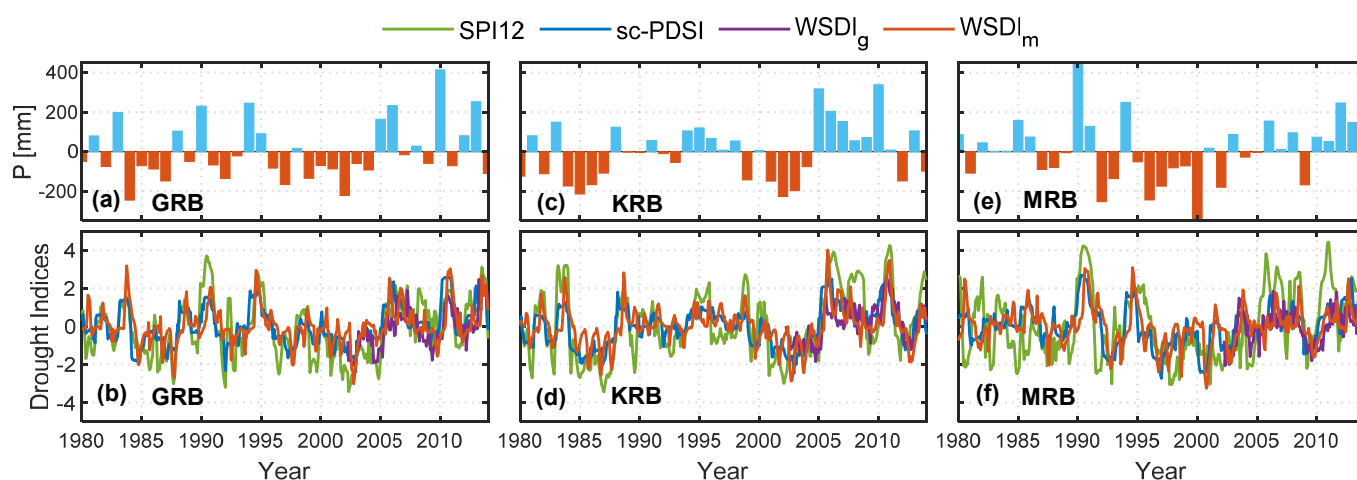 SPI12 sc-PDSI WSDI_g WSDI_m
P [mm]
400
200
0
-200
(a) GRB
(c) KRB
(e) MRB
Drought Indices
4
2
0
-2
-4
(b) GRB
(d) KRB
(f) MRB
1980 1985 1990 1995 2000 2005 2010
1980 1985 1990 1995 2000 2005 2010
1980 1985 1990 1995 2000 2005 2010
Year Year Year